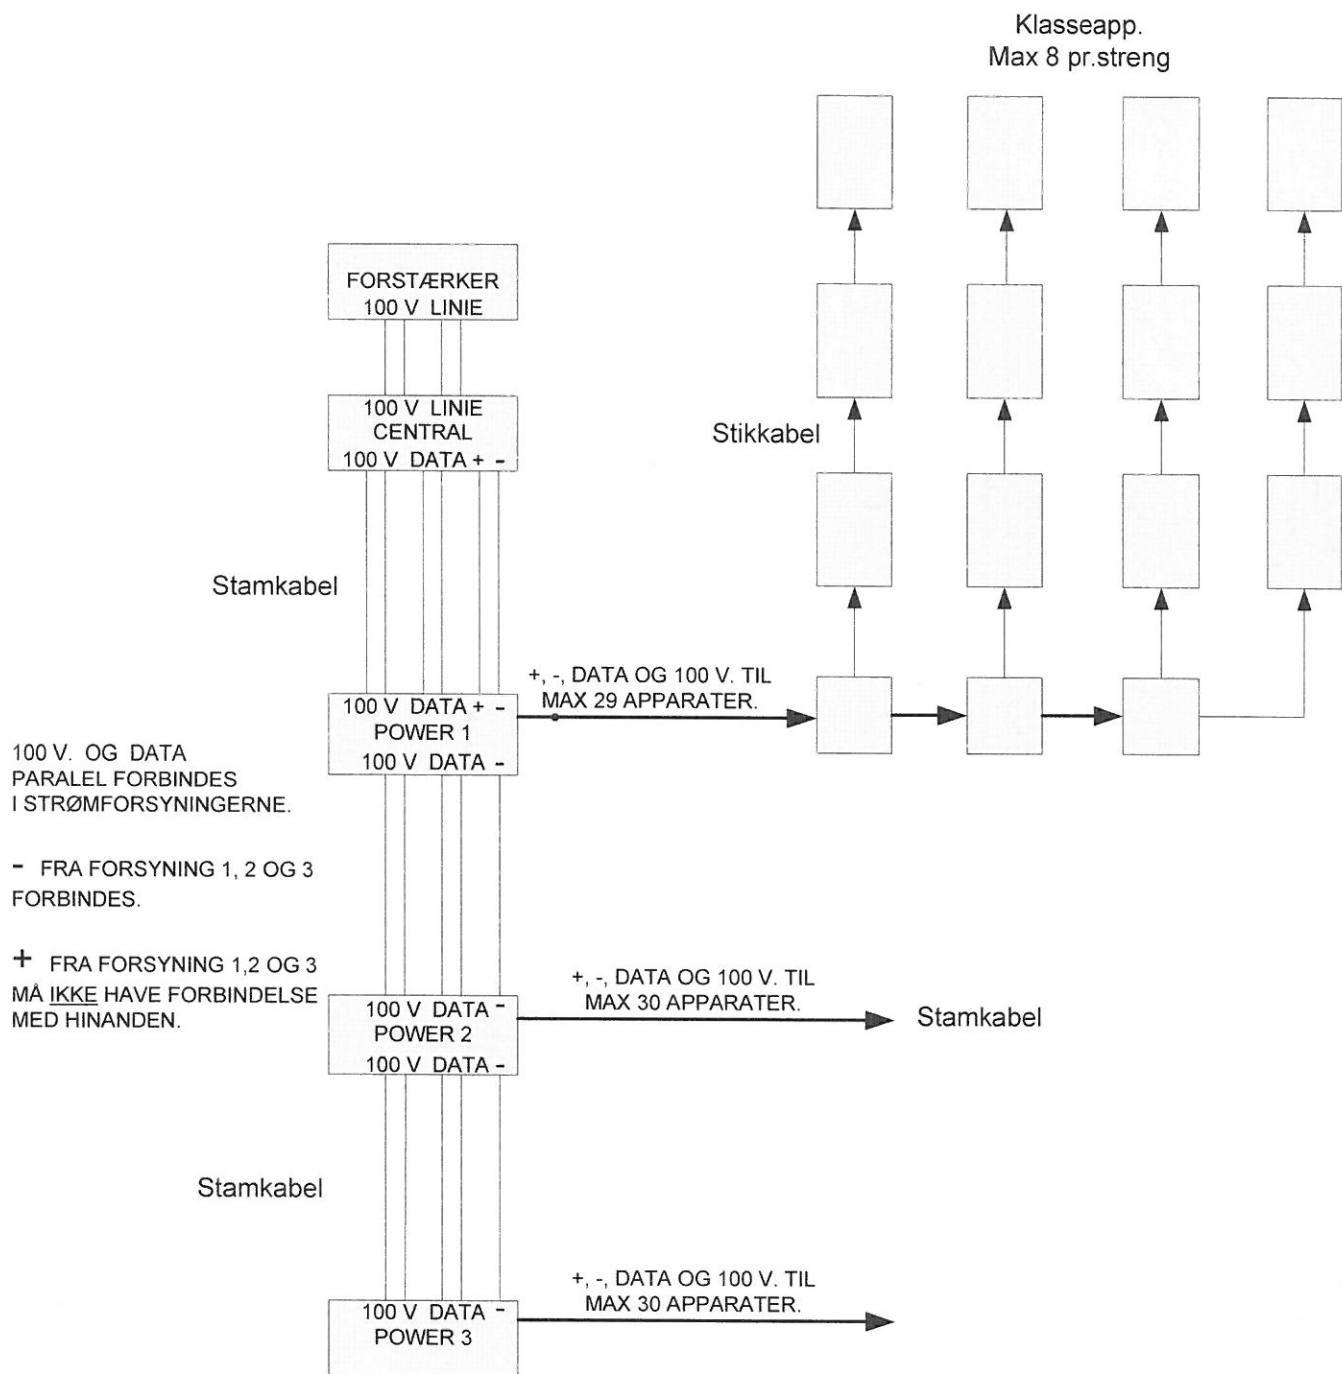 Klasseapp.
Max 8 pr.streng
FORSTÆRKER
100 V LINIE
100 V LINIE
CENTRAL
100 V DATA + -
Stikkabel
Stamkabel
+, -, DATA OG 100 V. TIL
MAX 29 APPARATER.
100 V DATA + -
POWER 1
100 V DATA -
100 V. OG DATA
PARALEL FORBINDES
I STRØMFORSYNINGERNE.
- FRA FORSYNING 1, 2 OG 3
FORBINDES.
+ FRA FORSYNING 1,2 OG 3
MÅ IKKE HAVE FORBINDELSE
MED HINANDEN.
+, -, DATA OG 100 V. TIL
MAX 30 APPARATER.
100 V DATA -
POWER 2
100 V DATA -
Stamkabel
Stamkabel
+, -, DATA OG 100 V. TIL
MAX 30 APPARATER.
100 V DATA -
POWER 3